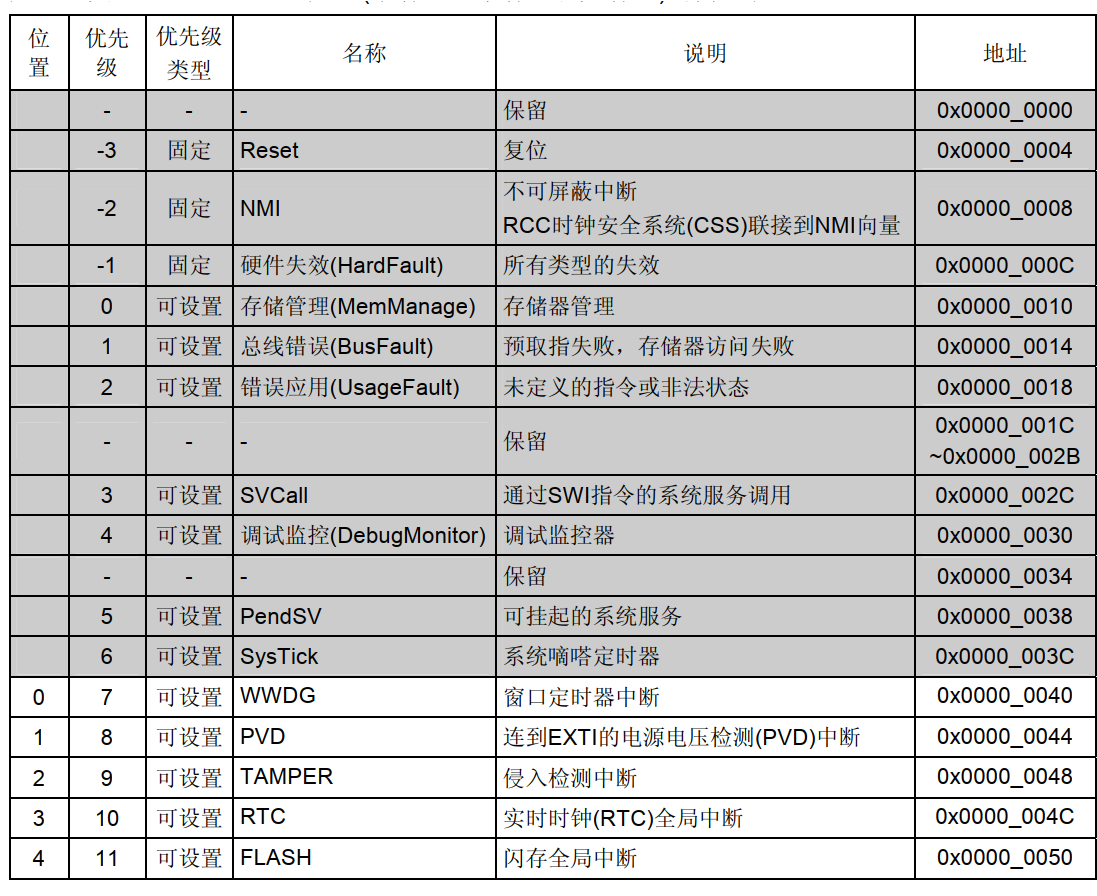 位置 优先级 优先级类型 名称 说明 地址
- - - 保留 0x0000_0000
-3 固定 Reset 复位 0x0000_0004
-2 固定 NMI 不可屏蔽中断 RCC时钟安全系统(CSS)联接到NMI向量 0x0000_0008
-1 固定 硬件失效(HardFault) 所有类型的失效 0x0000_000C
0 可设置 存储管理(MemManage) 存储器管理 0x0000_0010
1 可设置 总线错误(BusFault) 预取指失败，存储器访问失败 0x0000_0014
2 可设置 错误应用(UsageFault) 未定义的指令或非法状态 0x0000_0018
- - - 保留 0x0000_001C ~0x0000_002B
3 可设置 SVCall 通过SWI指令的系统服务调用 0x0000_002C
4 可设置 调试监控(DebugMonitor) 调试监控器 0x0000_0030
- - - 保留 0x0000_0034
5 可设置 PendSV 可挂起的系统服务 0x0000_0038
6 可设置 SysTick 系统嘀嗒定时器 0x0000_003C
0 7 可设置 WWDG 窗口定时器中断 0x0000_0040
1 8 可设置 PVD 连到EXTI的电源电压检测(PVD)中断 0x0000_0044
2 9 可设置 TAMPER 侵入检测中断 0x0000_0048
3 10 可设置 RTC 实时时钟(RTC)全局中断 0x0000_004C
4 11 可设置 FLASH 闪存全局中断 0x0000_0050